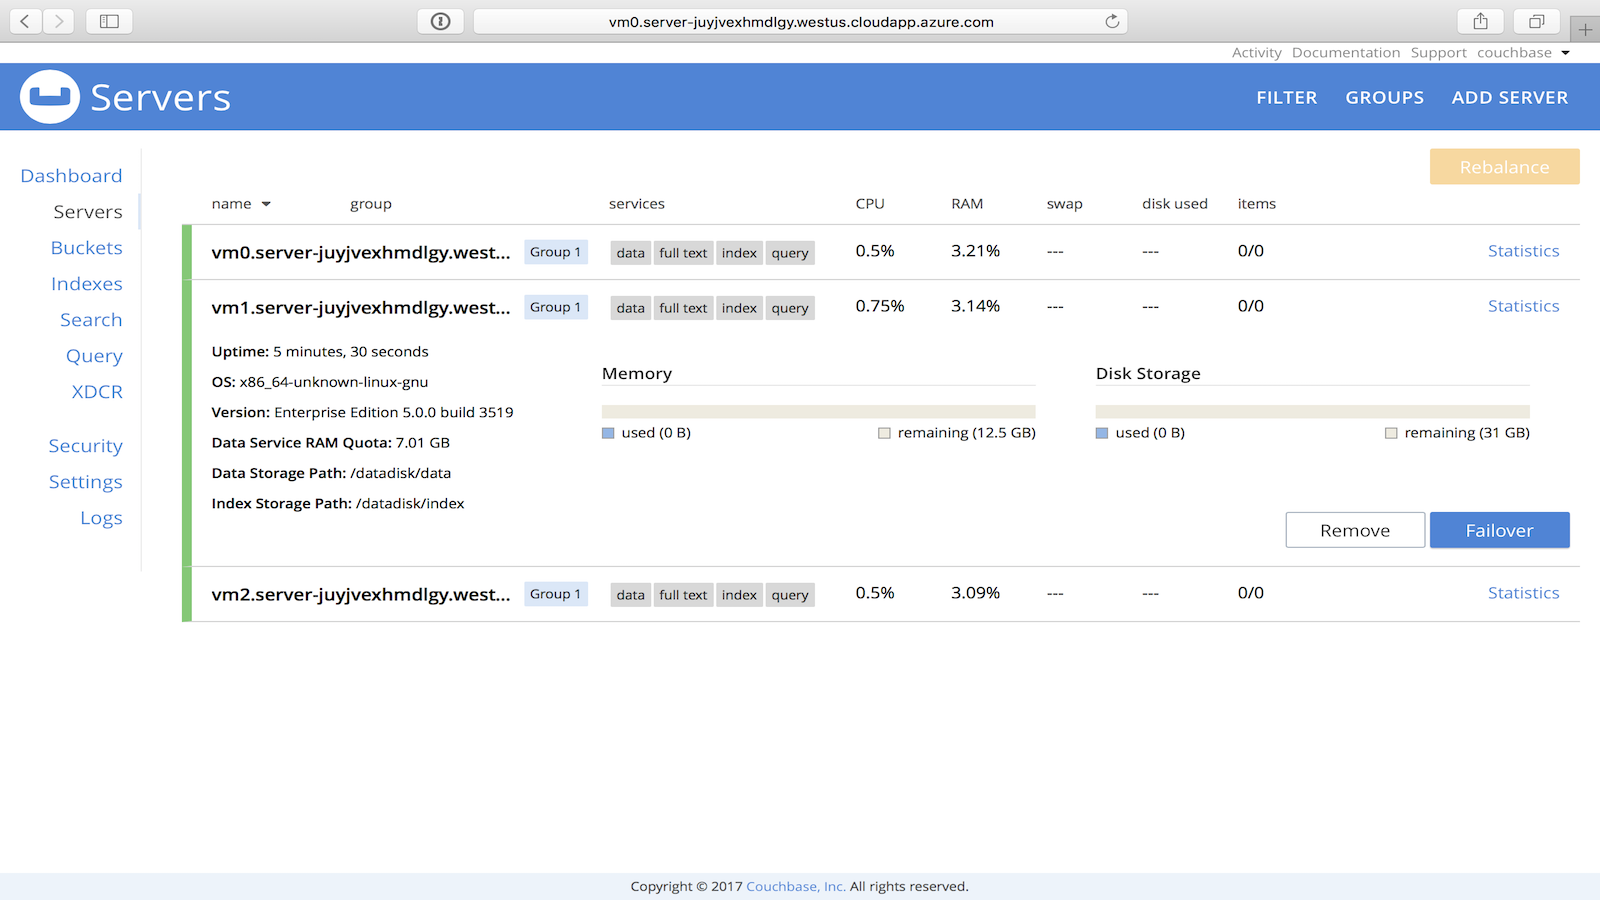 vm0.server-juyjvexhmdlgy.westus.cloudapp.azure.com
Activity Documentation Support couchbase
Servers FILTER GROUPS ADD SERVER
Dashboard
Servers
Buckets
Indexes
Search
Query
XDCR
Security
Settings
Logs
Rebalance
name group services CPU RAM swap disk used items
vm0.server-juyjvexhmdlgy.west... Group 1 data full text index query 0.5% 3.21% --- --- 0/0 Statistics
vm1.server-juyjvexhmdlgy.west... Group 1 data full text index query 0.75% 3.14% --- --- 0/0 Statistics
Uptime: 5 minutes, 30 seconds
OS: x86_64-unknown-linux-gnu
Version: Enterprise Edition 5.0.0 build 3519
Data Service RAM Quota: 7.01 GB
Data Storage Path: /datadisk/data
Index Storage Path: /datadisk/index
Memory
used (0 B) remaining (12.5 GB)
Disk Storage
used (0 B) remaining (31 GB)
Remove Failover
vm2.server-juyjvexhmdlgy.west... Group 1 data full text index query 0.5% 3.09% --- --- 0/0 Statistics
Copyright © 2017 Couchbase, Inc. All rights reserved.